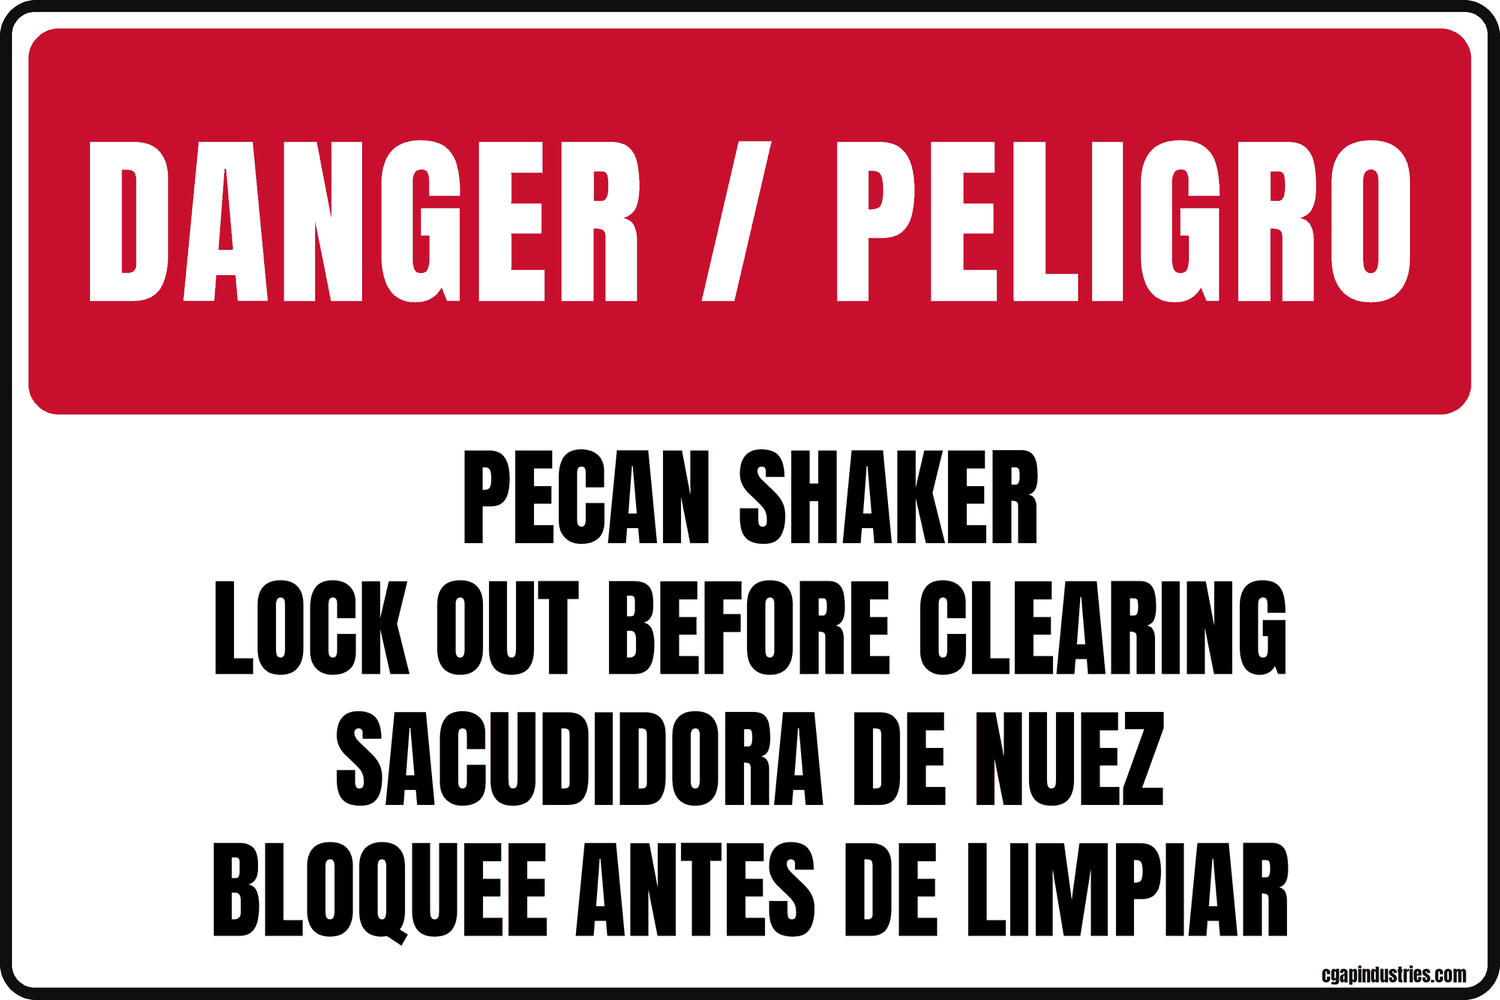 DANGER / PELIGRO
PECAN SHAKER
LOCK OUT BEFORE CLEARING
SACUDIDORA DE NUEZ
BLOQUEE ANTES DE LIMPIAR
cgapindustries.com